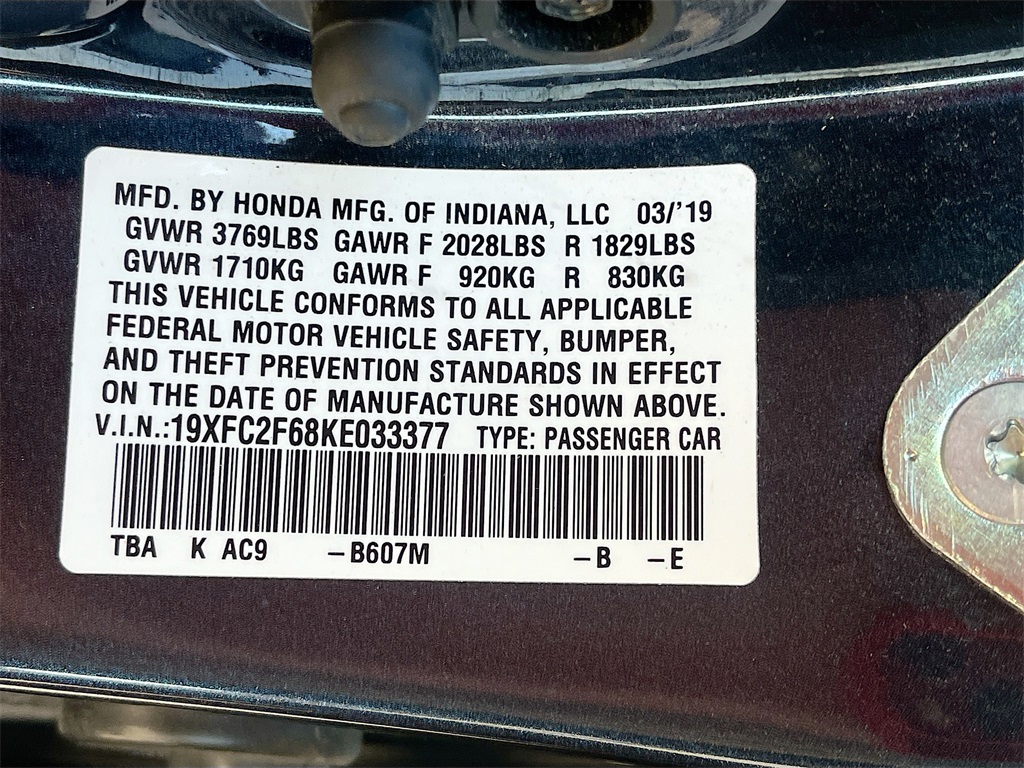 MFD. BY HONDA MFG. OF INDIANA, LLC 03/'19
GVWR 3769LBS GAWR F 2028LBS R 1829LBS
GVWR 1710KG GAWR F 920KG R 830KG
THIS VEHICLE CONFORMS TO ALL APPLICABLE
FEDERAL MOTOR VEHICLE SAFETY, BUMPER,
AND THEFT PREVENTION STANDARDS IN EFFECT
ON THE DATE OF MANUFACTURE SHOWN ABOVE.
V.I.N.:19XFC2F68KE033377 TYPE: PASSENGER CAR
TBA K AC9 –B607M –B –E